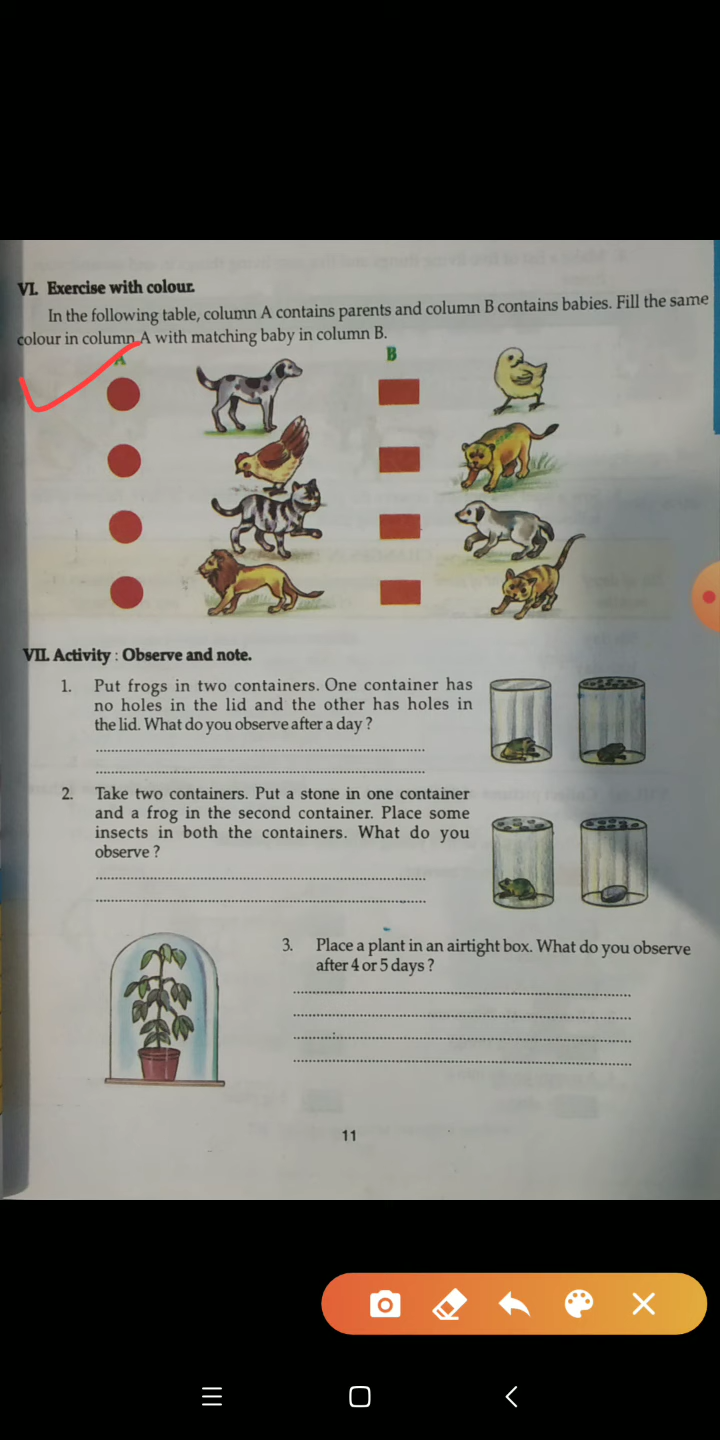 VI. Exercise with colour.
In the following table, column A contains parents and column B contains babies. Fill the same
colour in column A with matching baby in column B.
A
B
VII. Activity : Observe and note.
1. Put frogs in two containers. One container has
no holes in the lid and the other has holes in
the lid. What do you observe after a day ?
2. Take two containers. Put a stone in one container
and a frog in the second container. Place some
insects in both the containers. What do you
observe ?
3. Place a plant in an airtight box. What do you observe
after 4 or 5 days ?
11